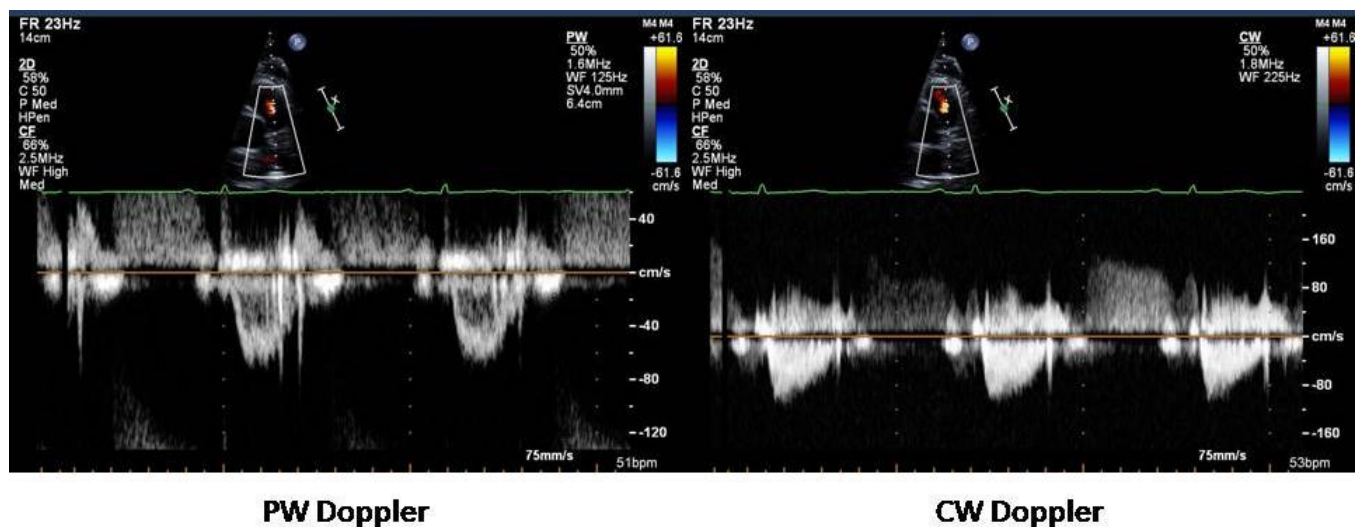 FR 23Hz
14cm
2D
58%
C 50
P Med
HPen
CF
66%
2.5MHz
WF High
Med
P
PW
50%
1.6MHz
WF 125Hz
SV4.0mm
6.4cm
M4 M4
+61.6
-61.6
cm/s
40
cm/s
-40
-80
-120
75mm/s
51bpm
FR 23Hz
14cm
2D
58%
C 50
P Med
HPen
CF
66%
2.5MHz
WF High
Med
P
CW
50%
1.8MHz
WF 225Hz
M4 M4
+61.6
-61.6
cm/s
160
80
cm/s
-80
-160
75mm/s
53bpm
PW Doppler
CW Doppler